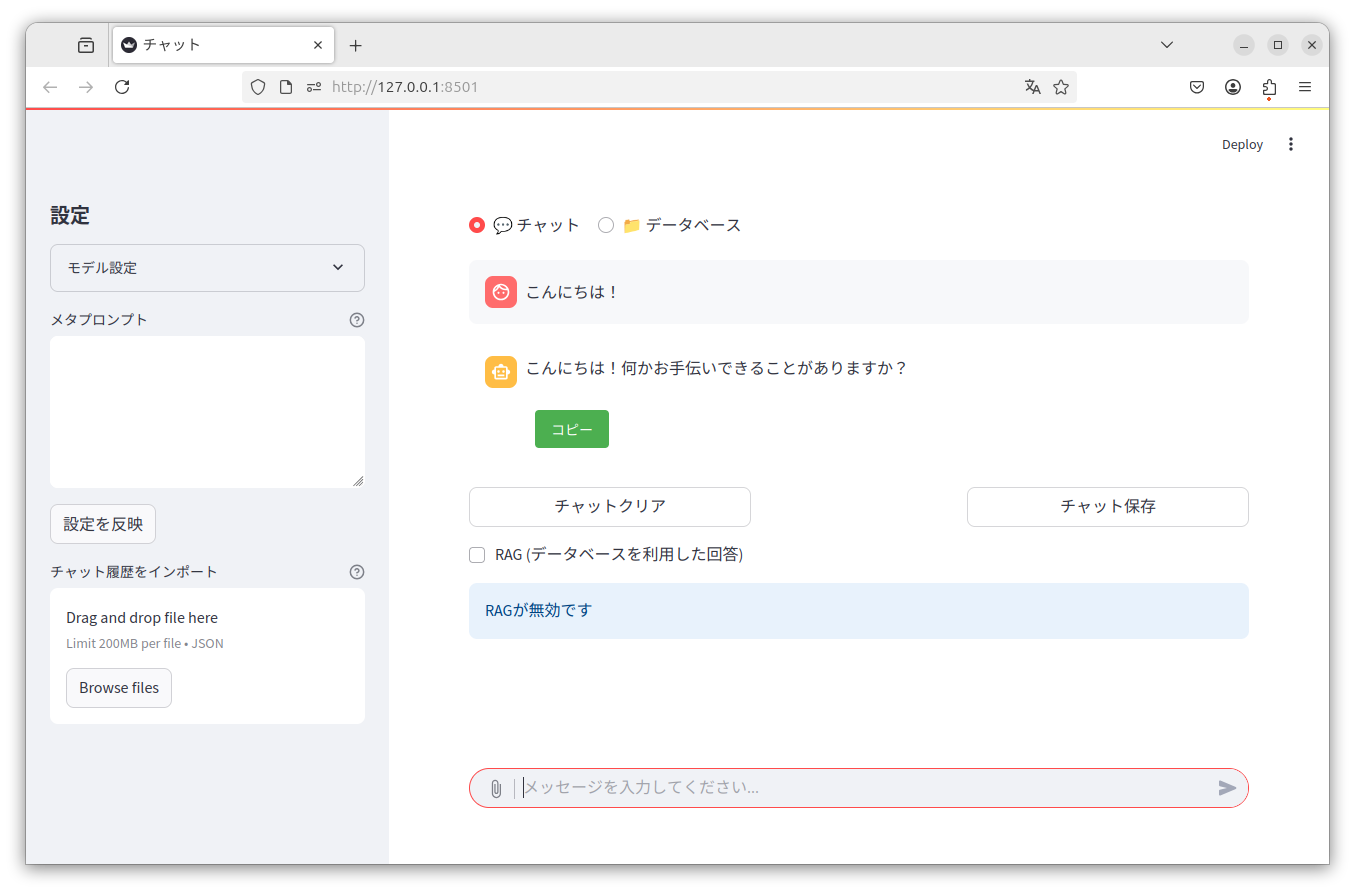 チャット
http://127.0.0.1:8501
Deploy
設定
モデル設定
メタプロンプト
設定を反映
チャット履歴をインポート
Drag and drop file here
Limit 200MB per file • JSON
Browse files
💬 チャット
📁 データベース
こんにちは！
こんにちは！何かお手伝いできることがありますか？
コピー
チャットクリア
チャット保存
RAG (データベースを利用した回答)
RAGが無効です
メッセージを入力してください...